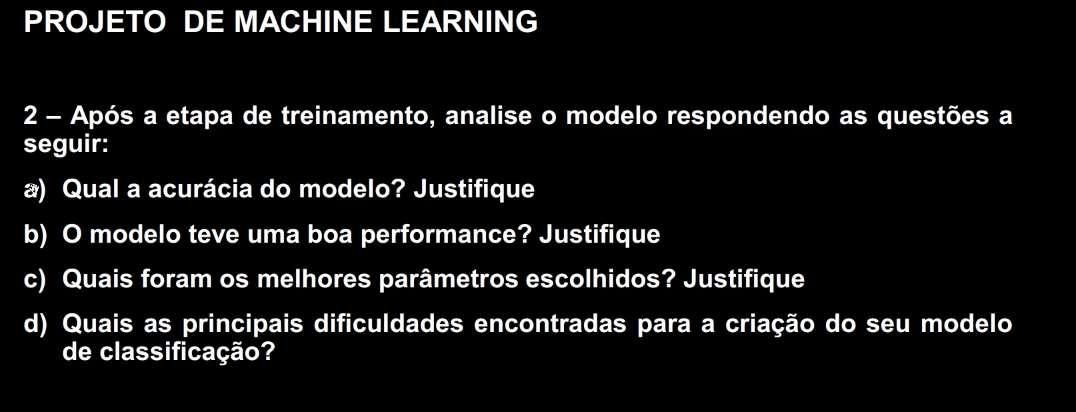 PROJETO DE MACHINE LEARNING
2 – Após a etapa de treinamento, analise o modelo respondendo as questões a
seguir:
a) Qual a acurácia do modelo? Justifique
b) O modelo teve uma boa performance? Justifique
c) Quais foram os melhores parâmetros escolhidos? Justifique
d) Quais as principais dificuldades encontradas para a criação do seu modelo
de classificação?